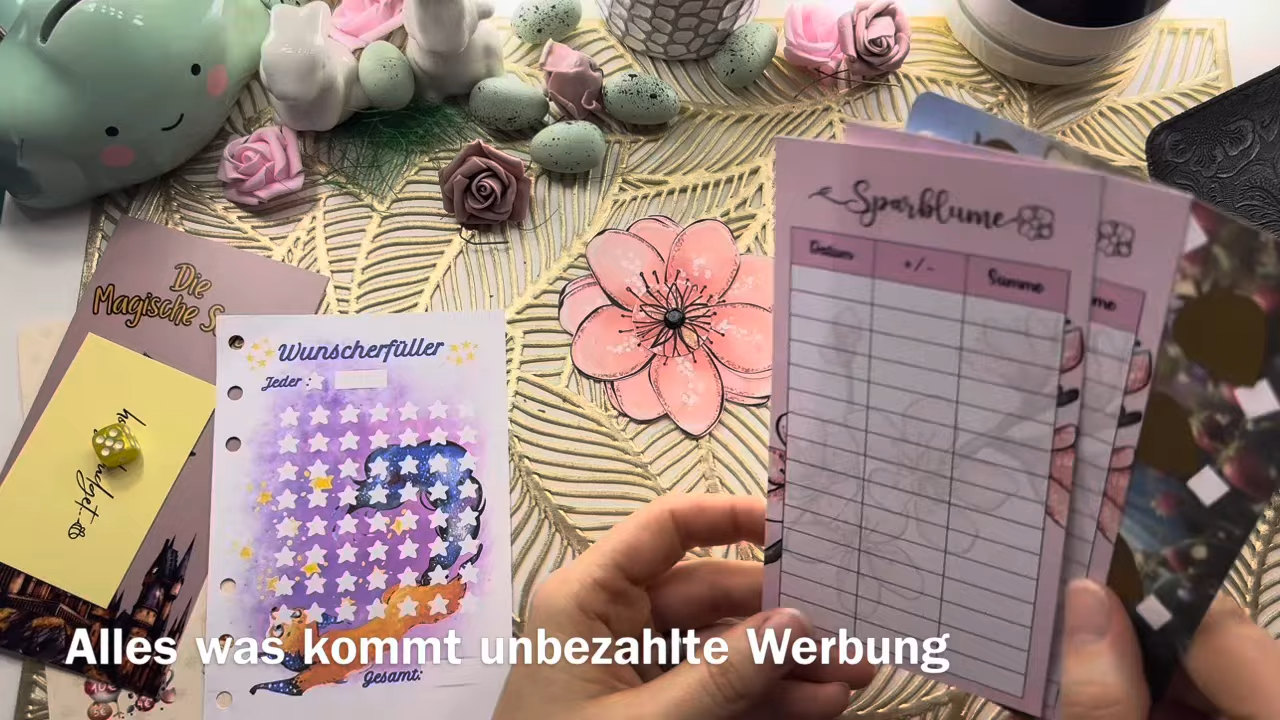 Die
Magische
Wunscherfüller
Jeder :
Gesamt:
Sparblume
Datum +/- Summe
Alles was kommt unbezahlte Werbung